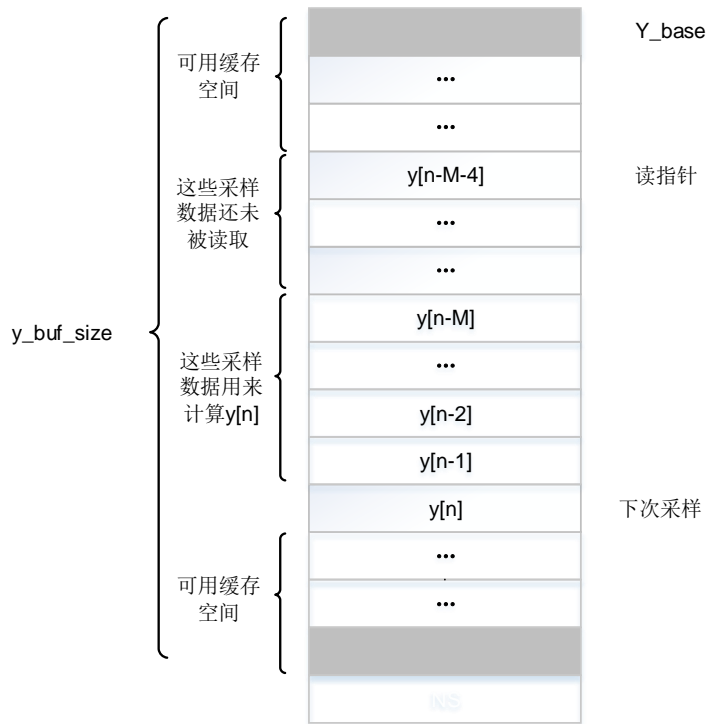 Y_base
可用缓存
空间
...
...
y[n-M-4]
读指针
这些采样
数据还未
被读取
...
...
y_buf_size
y[n-M]
这些采样
数据用来
计算y[n]
...
y[n-2]
y[n-1]
y[n]
下次采样
...
可用缓存
空间
...